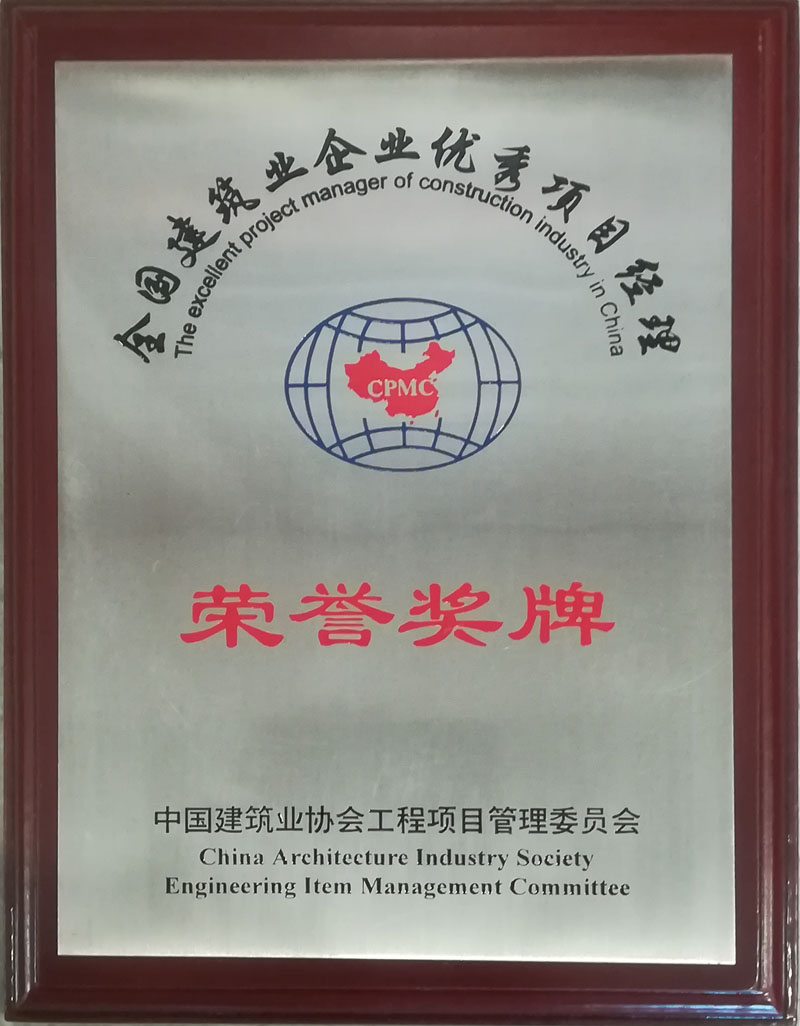 全国建筑业企业优秀项目经理
The excellent project manager of construction industry in China
CPMC
荣誉奖牌
中国建筑业协会工程项目管理委员会
China Architecture Industry Society
Engineering Item Management Committee